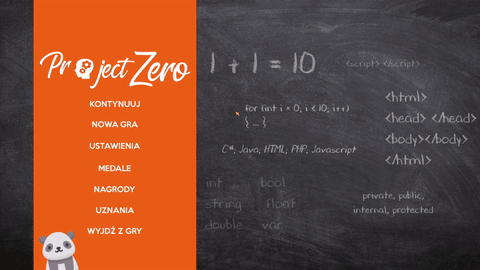 Project Zero
KONTYNUUJ
NOWA GRA
USTAWIENIA
MEDALE
NAGRODY
UZNANIA
WYJDŹ Z GRY
1 + 1 = 10
<script> </script>
for (int i = 0, i < 10; i++)
{ ... }
C#, Java, HTML, PHP, Javascript
<html>
<head> </head>
<body></body>
</html>
int bool
string float
double var
private, public,
internal, protected